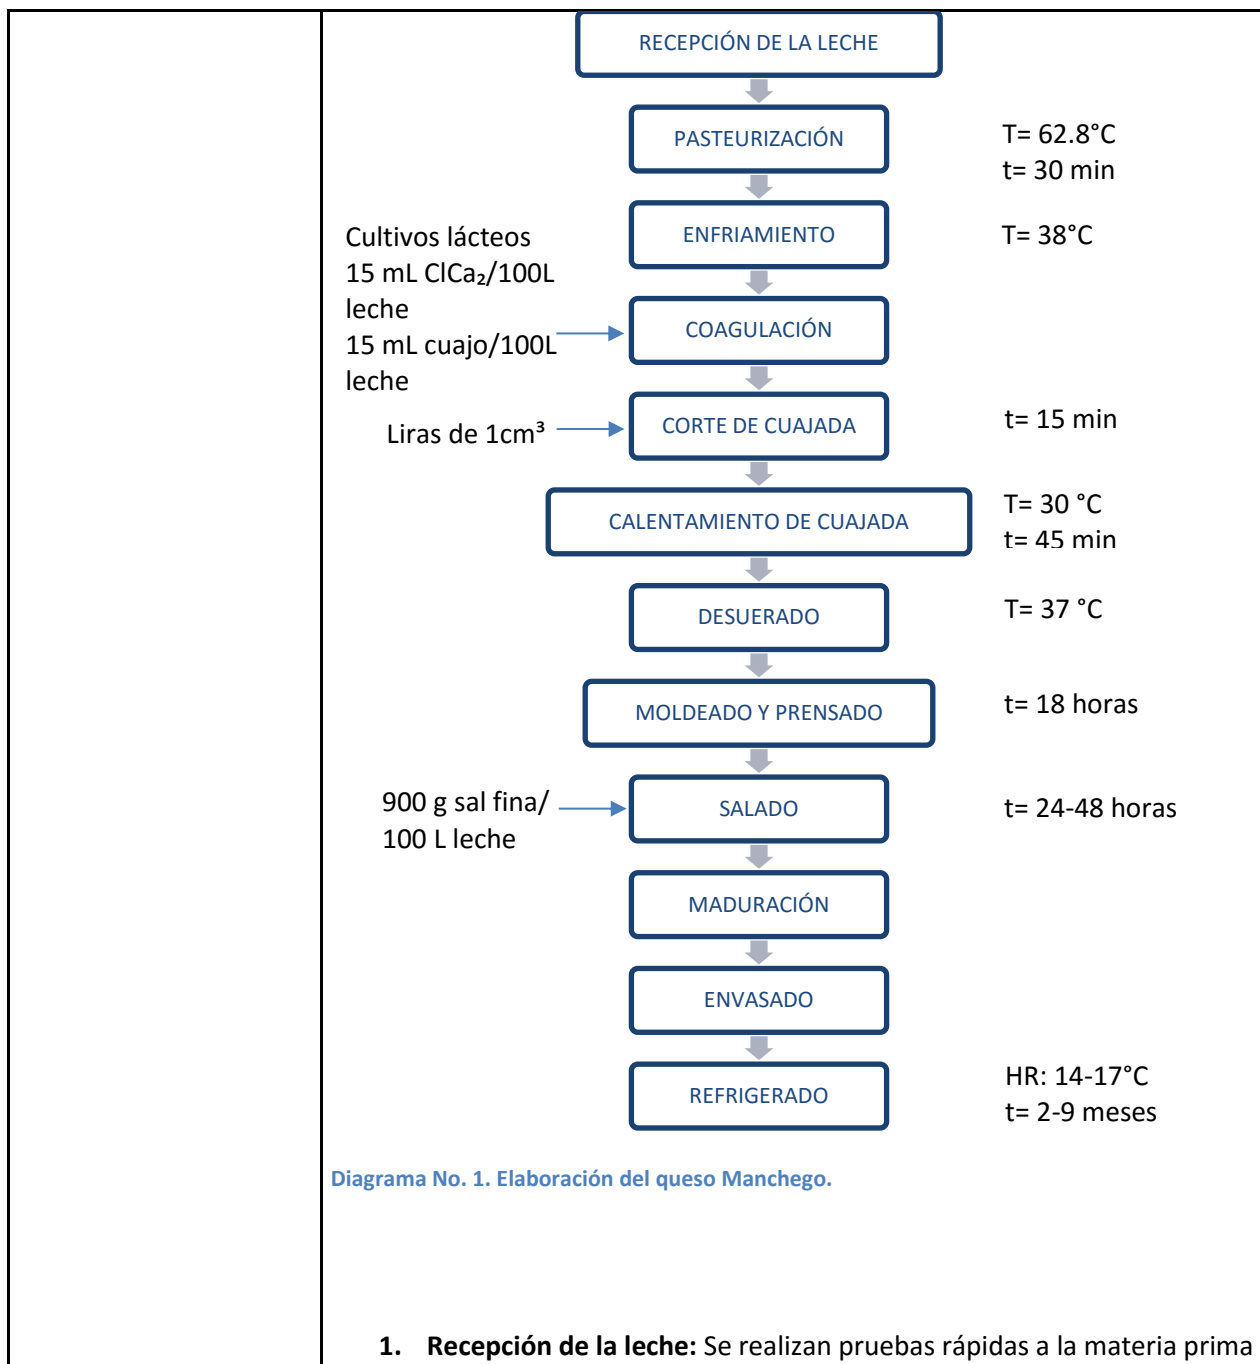 RECEPCIÓN DE LA LECHE
PASTEURIZACIÓN
T= 62.8°C
t= 30 min
ENFRIAMIENTO
T= 38°C
Cultivos lácteos
15 mL ClCa₂/100L
leche
15 mL cuajo/100L
leche
COAGULACIÓN
Liras de 1cm³
CORTE DE CUAJADA
t= 15 min
CALENTAMIENTO DE CUAJADA
T= 30 °C
t= 45 min
DESUERADO
T= 37 °C
MOLDEADO Y PRENSADO
t= 18 horas
900 g sal fina/
100 L leche
SALADO
t= 24-48 horas
MADURACIÓN
ENVASADO
REFRIGERADO
HR: 14-17°C
t= 2-9 meses
Diagrama No. 1. Elaboración del queso Manchego.
1. Recepción de la leche: Se realizan pruebas rápidas a la materia prima